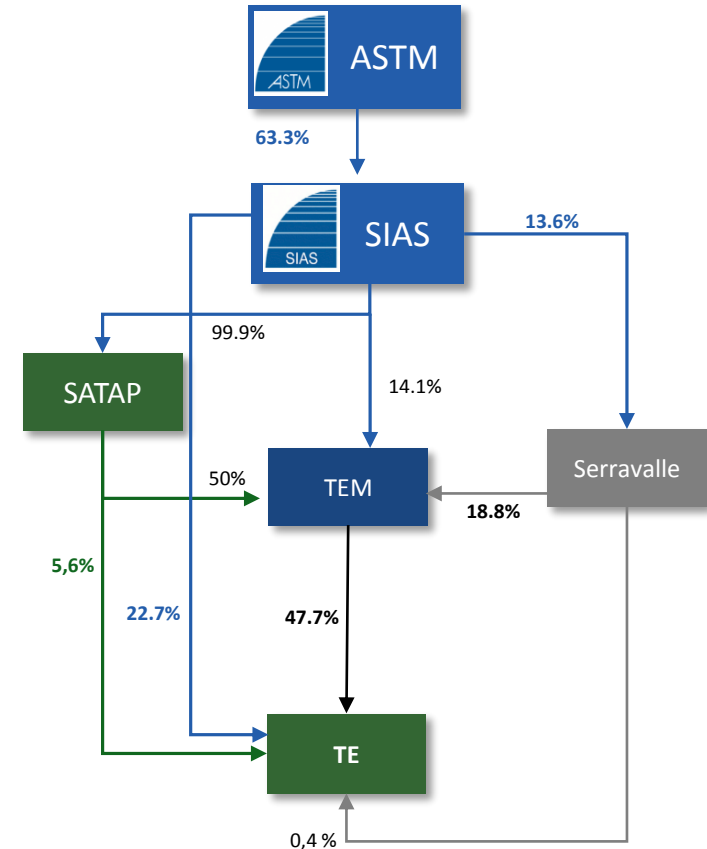 ASTM
ASTM
63.3%
SIAS
SIAS
13.6%
99.9%
SATAP
14.1%
TEM
Serravalle
50%
18.8%
5,6%
22.7%
47.7%
TE
0,4 %